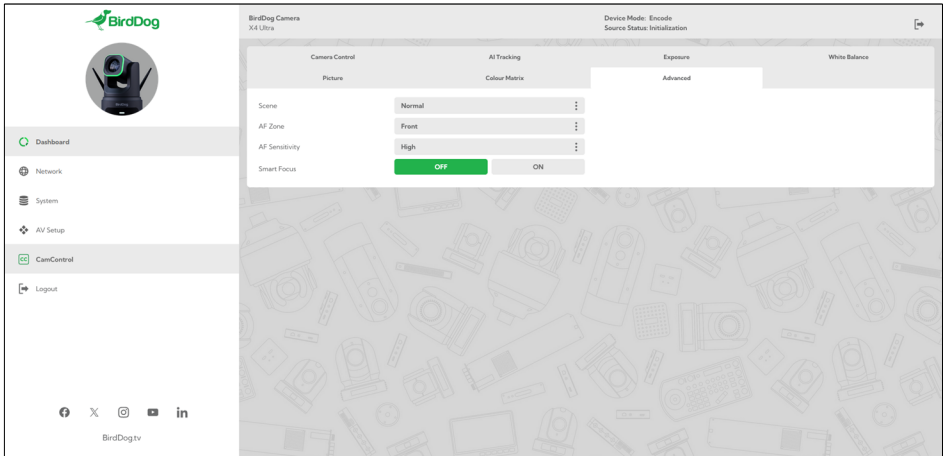 BirdDog
BirdDog Camera
X4 Ultra
Device Mode: Encode
Source Status: Initialization
Camera Control
AI Tracking
Exposure
White Balance
Picture
Colour Matrix
Advanced
Scene
Normal
AF Zone
Front
AF Sensitivity
High
Smart Focus
OFF
ON
Dashboard
Network
System
AV Setup
CC
CamControl
Logout
BirdDog.tv